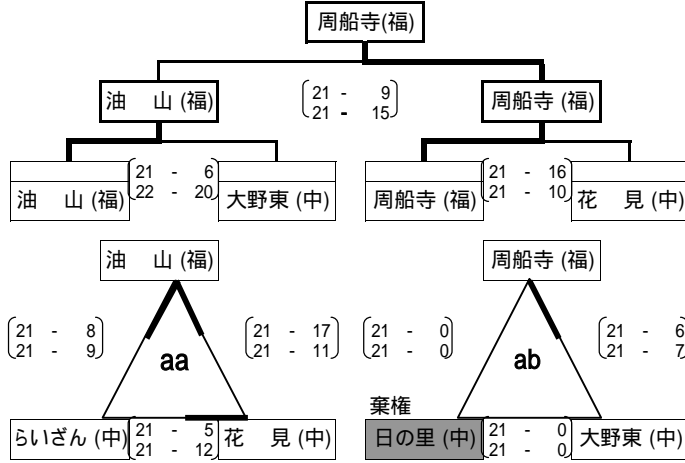 周船寺(福)
油　山 (福)
21 - 9
21 - 15
周船寺 (福)
21 - 6
22 - 20
21 - 16
21 - 10
油　山 (福)
大野東 (中)
周船寺 (福)
花　見 (中)
油　山 (福)
周船寺 (福)
21 - 8
21 - 9
21 - 17
21 - 11
21 - 0
21 - 0
21 - 6
21 - 7
aa
ab
棄権
らいざん (中)
21 - 5
21 - 12
花　見 (中)
日の里 (中)
21 - 0
21 - 0
大野東 (中)